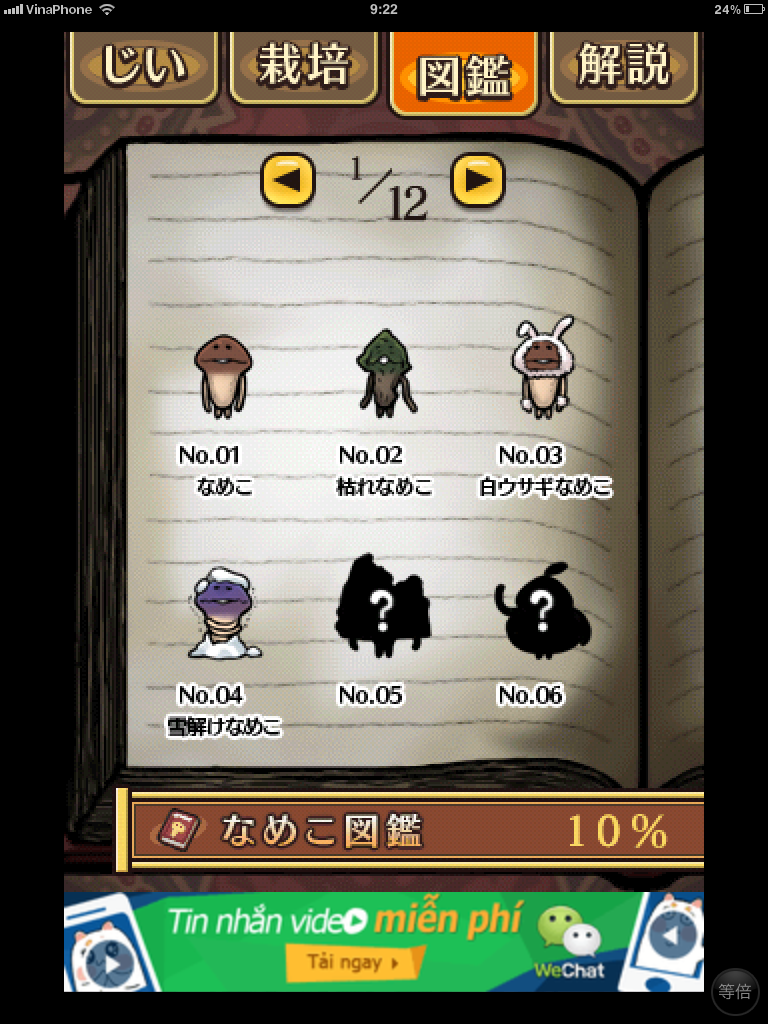 VinaPhone 9:22 24%
じい 栽培 図鑑 解説
1/12
No.01 No.02 No.03
なめこ 枯れなめこ 白ウサギなめこ
? ?
No.04 No.05 No.06
雪解けなめこ
なめこ図鑑 10%
Tin nhắn video miễn phí
Tải ngay
WeChat
等倍